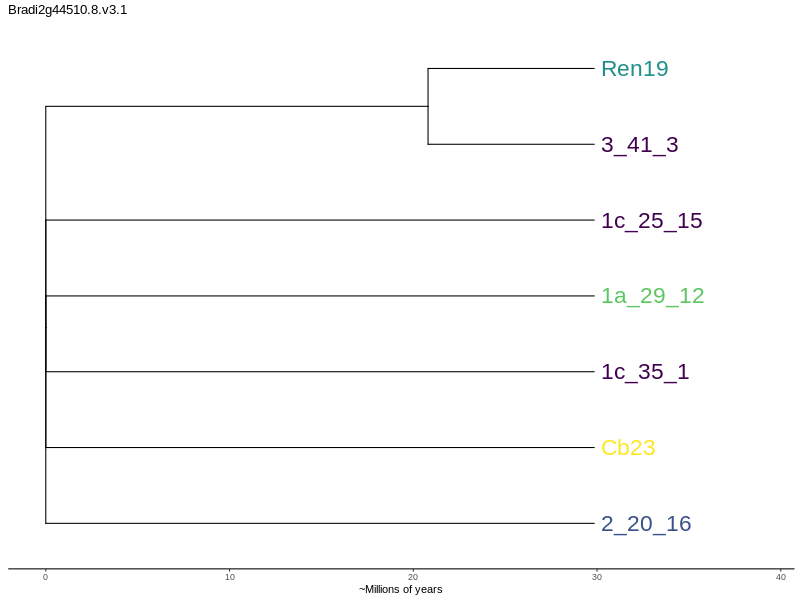 Bradi2g44510.8.v3.1
Ren19
3_41_3
1c_25_15
1a_29_12
1c_35_1
Cb23
2_20_16
0 10 20 30 40
~Millions of years